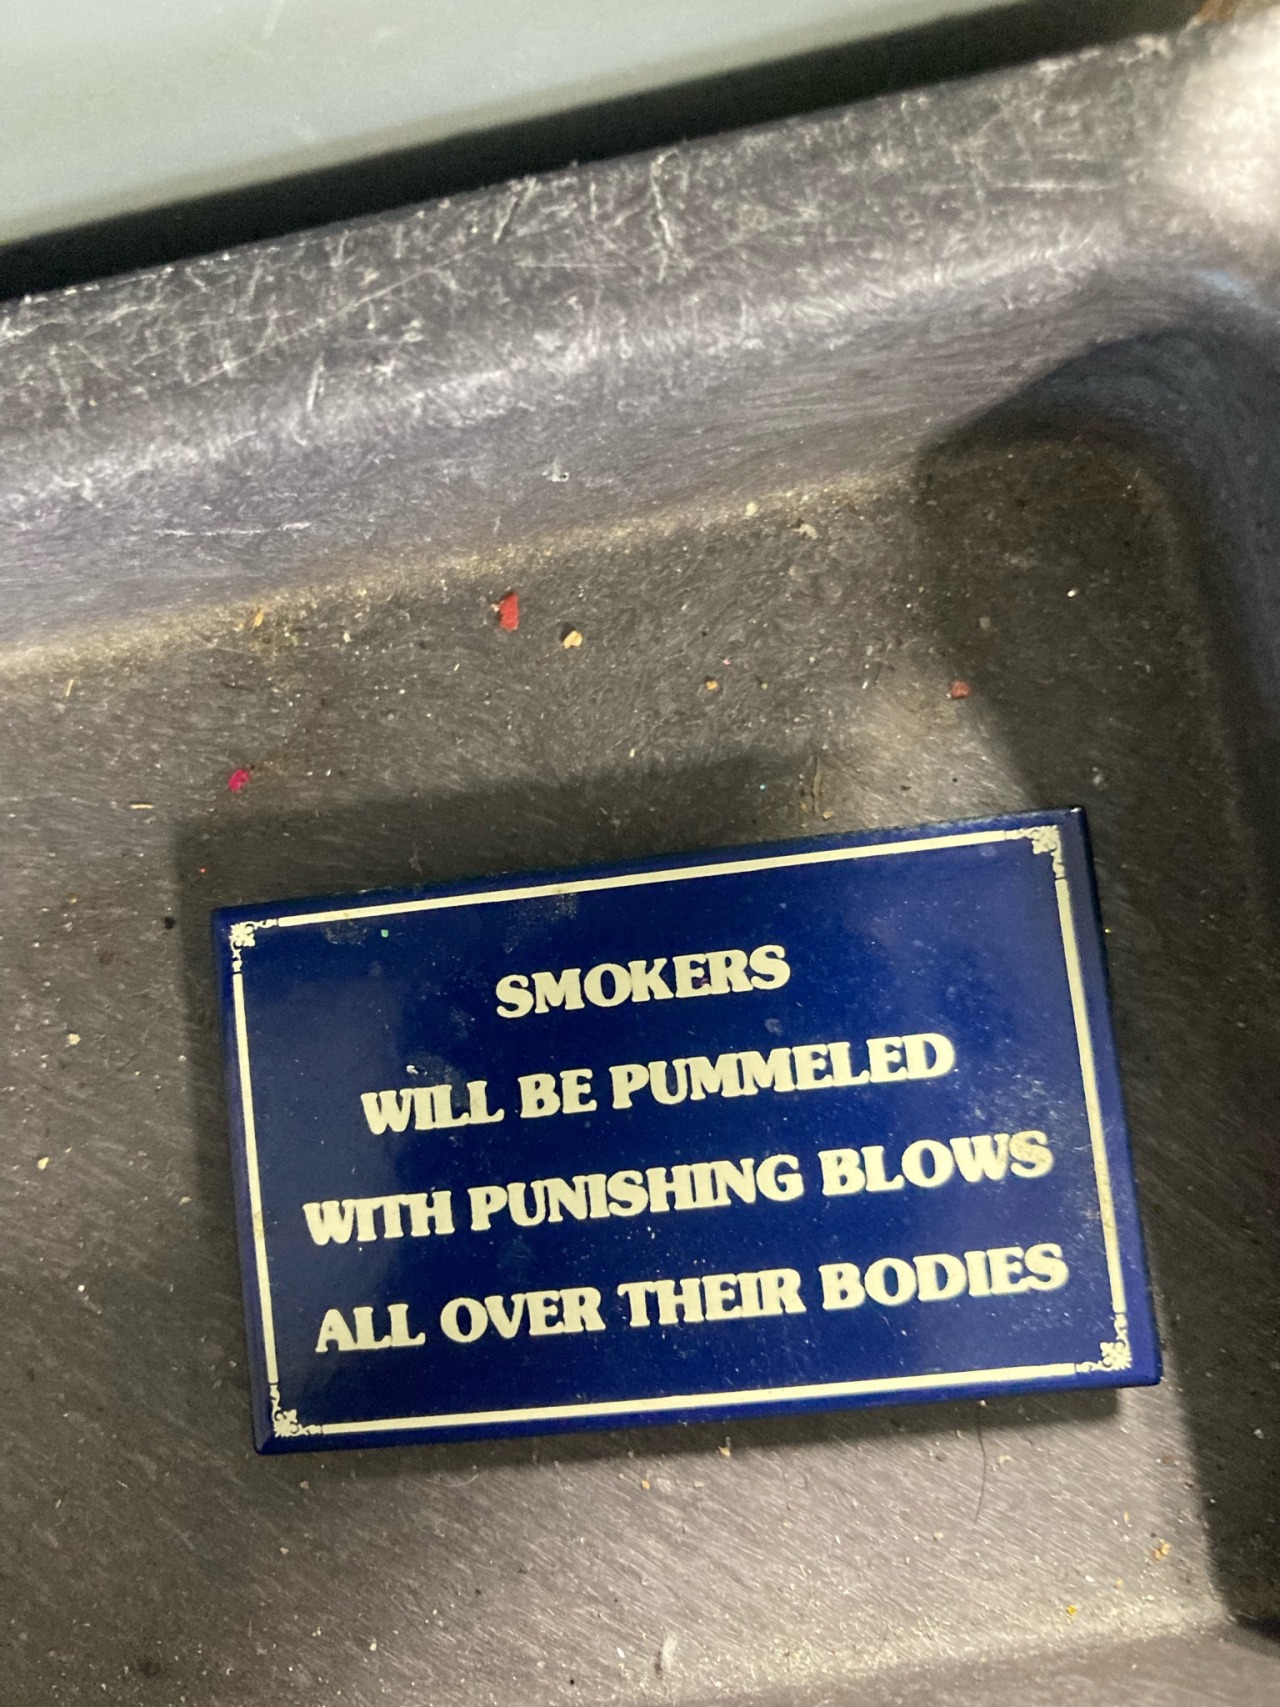 SMOKERS
WILL BE PUMMELED
WITH PUNISHING BLOWS
ALL OVER THEIR BODIES